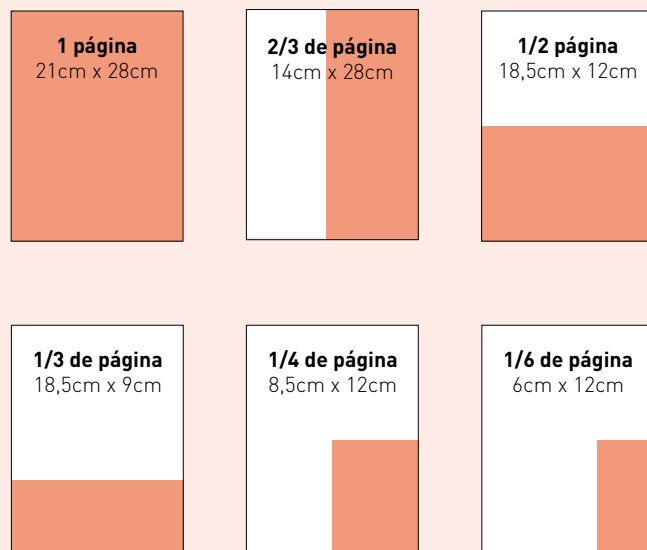 1 página
21cm x 28cm
2/3 de página
14cm x 28cm
1/2 página
18,5cm x 12cm
1/3 de página
18,5cm x 9cm
1/4 de página
8,5cm x 12cm
1/6 de página
6cm x 12cm